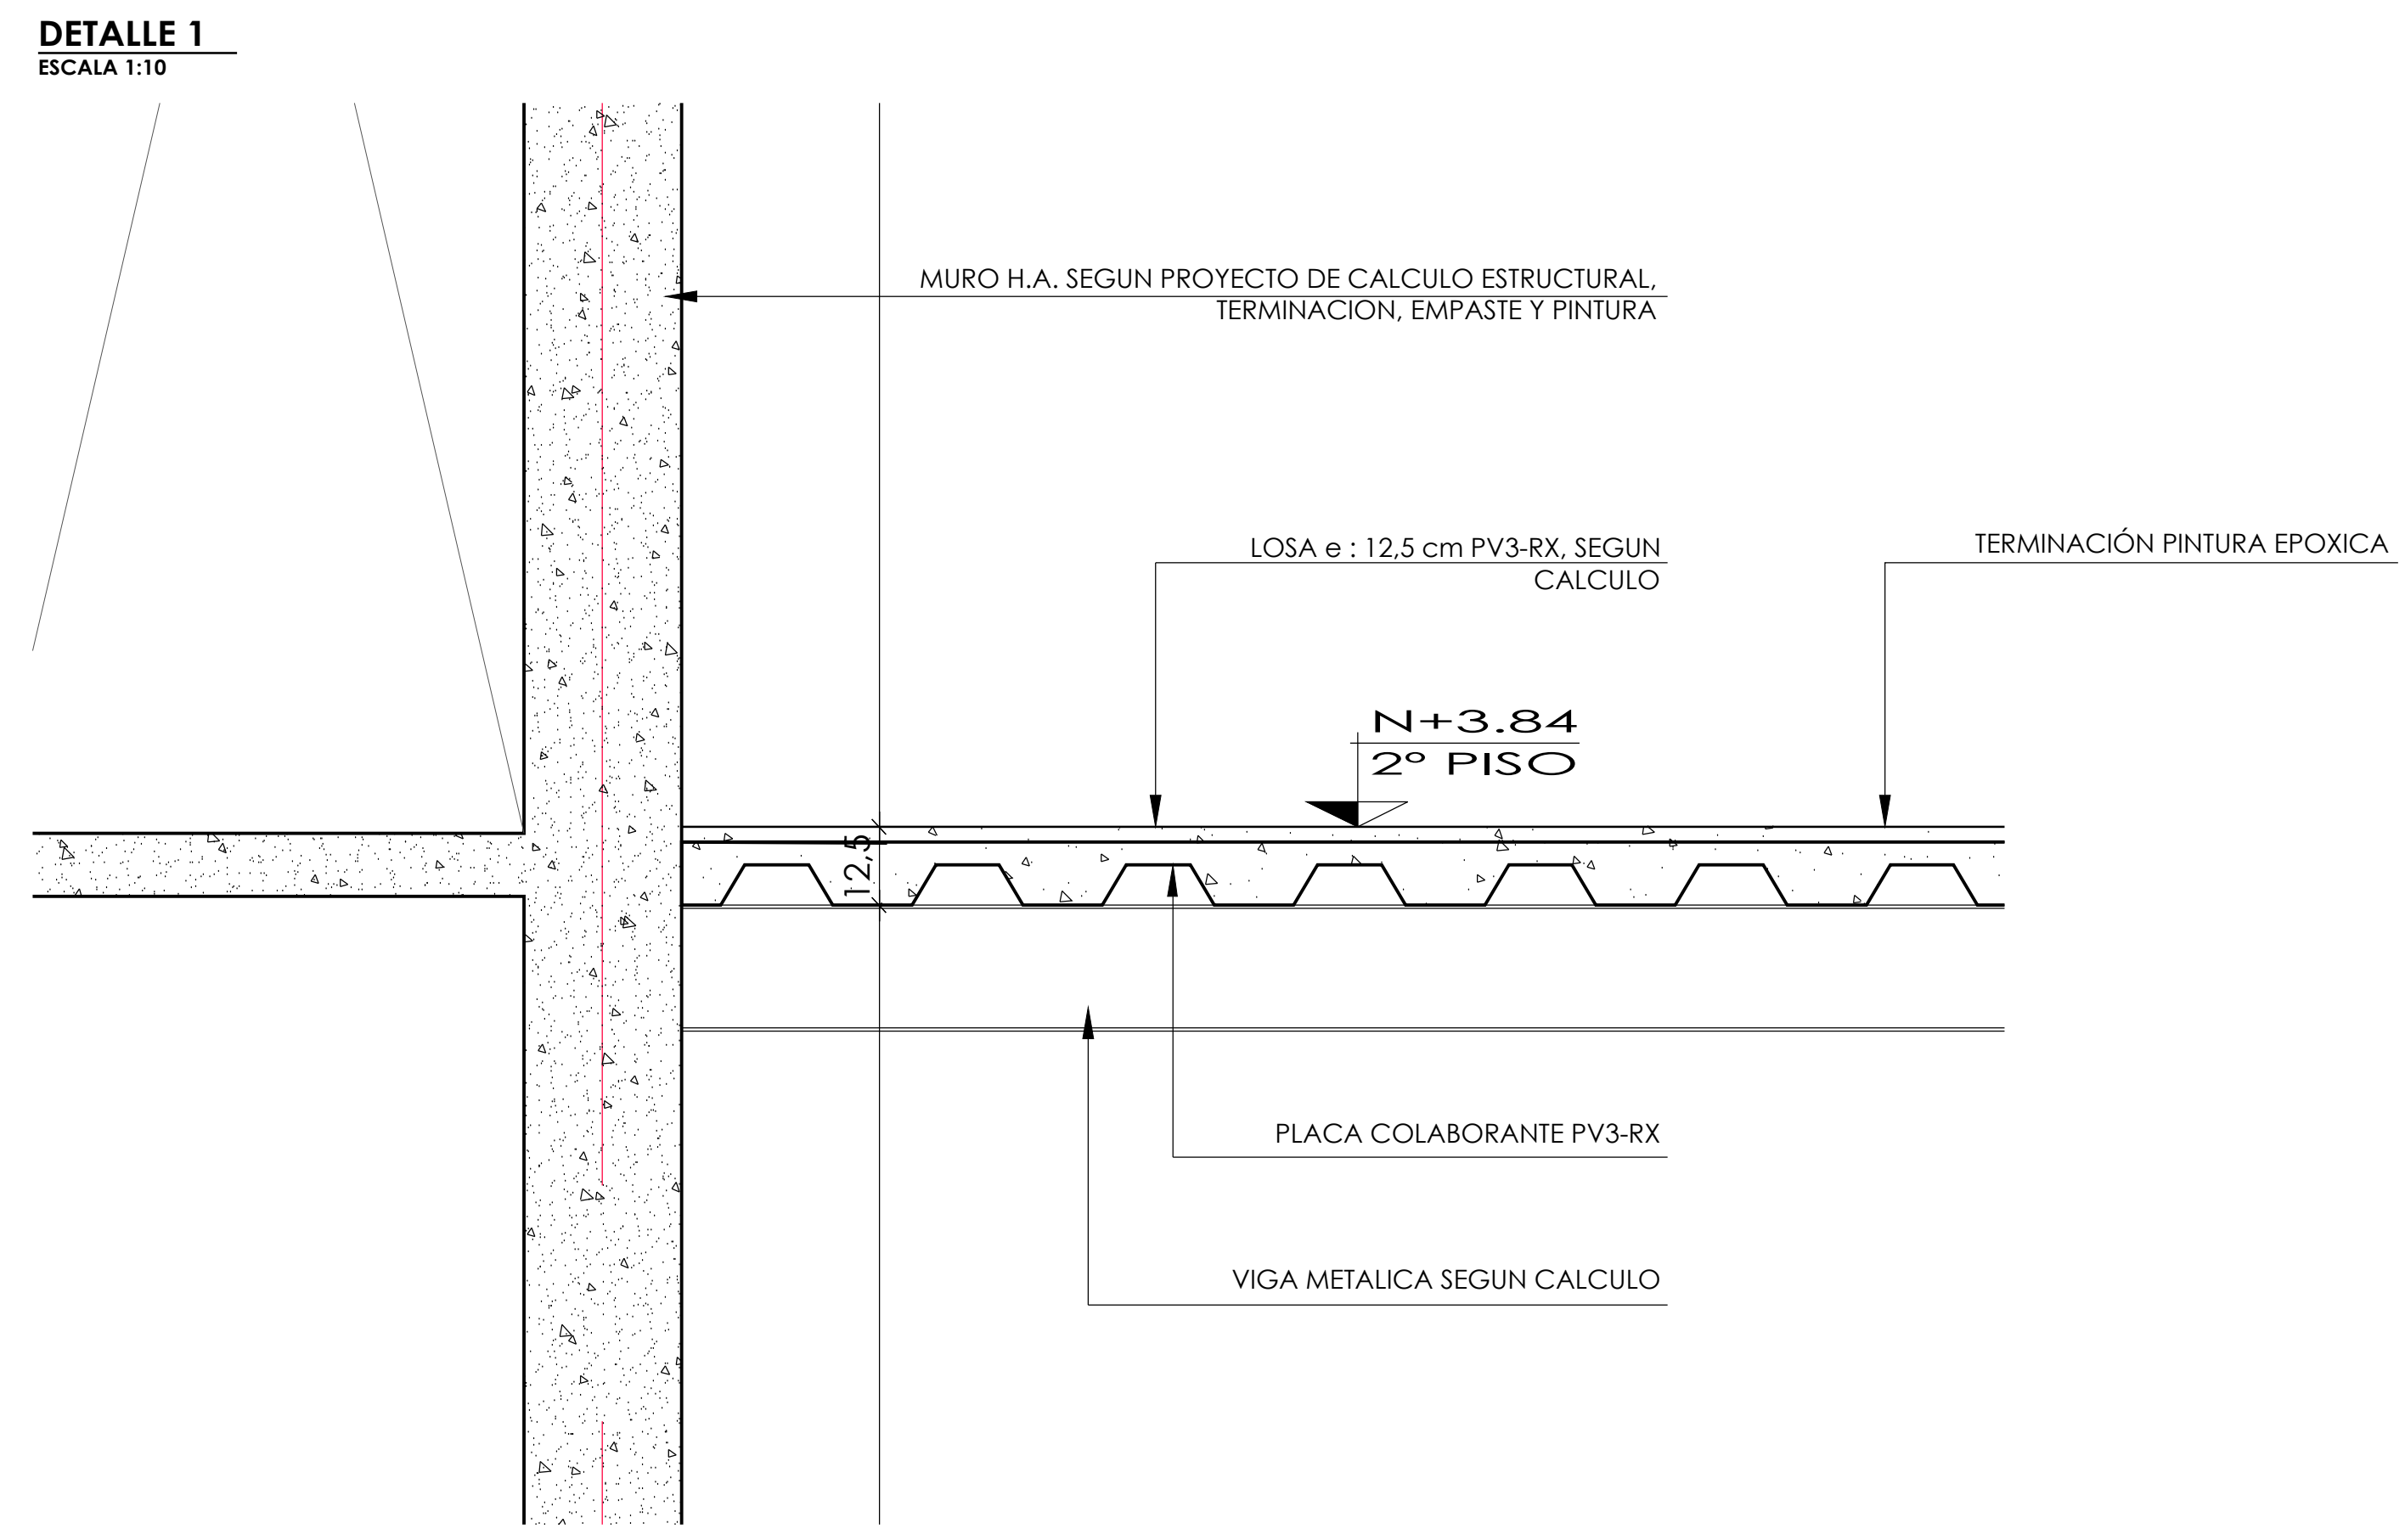 DETALLE 1
ESCALA 1:10
MURO H.A. SEGUN PROYECTO DE CALCULO ESTRUCTURAL,
TERMINACION, EMPASTE Y PINTURA
LOSA e : 12,5 cm PV3-RX, SEGUN
CALCULO
TERMINACIÓN PINTURA EPOXICA
N+3.84
2º PISO
12,5
PLACA COLABORANTE PV3-RX
VIGA METALICA SEGUN CALCULO